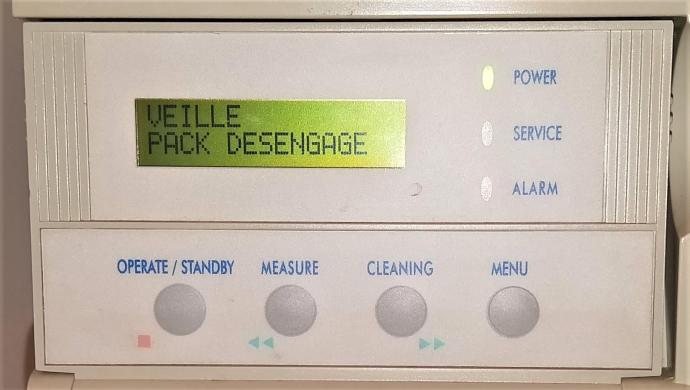 VEILLE
PACK DESENGAGE
POWER
SERVICE
ALARM
OPERATE / STANDBY
MEASURE
CLEANING
MENU